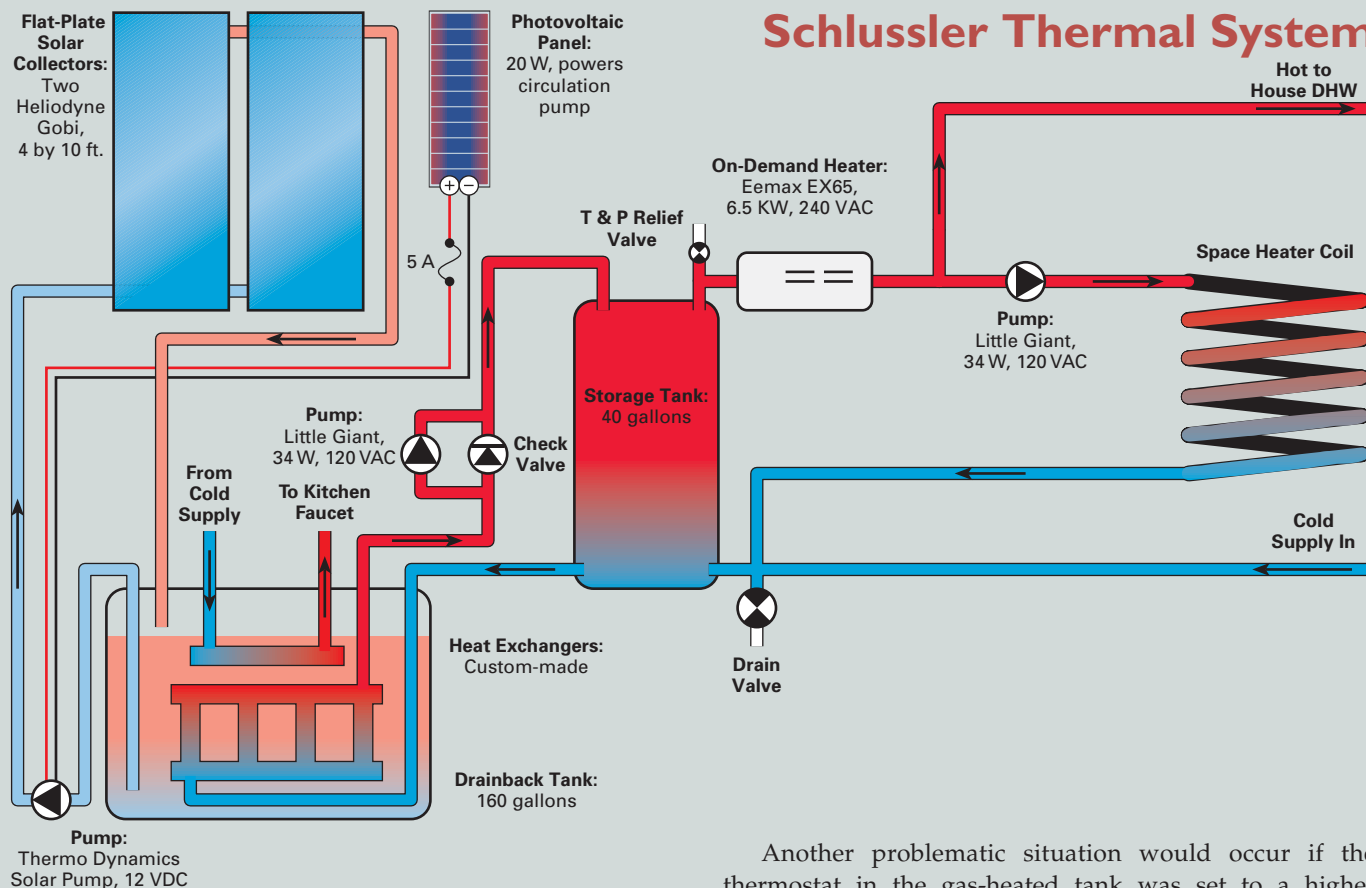 Schlussler Thermal System
Flat-Plate
Solar
Collectors:
Two
Heliodyne
Gobi,
4 by 10 ft.
Photovoltaic
Panel:
20 W, powers
circulation
pump
+ −
5 A
Hot to
House DHW
On-Demand Heater:
Eemax EX65,
6.5 KW, 240 VAC
T & P Relief
Valve
Space Heater Coil
Pump:
Little Giant,
34 W, 120 VAC
Storage Tank:
40 gallons
Pump:
Little Giant,
34 W, 120 VAC
Check
Valve
From
Cold
Supply
To Kitchen
Faucet
Cold
Supply In
Heat Exchangers:
Custom-made
Drain
Valve
Drainback Tank:
160 gallons
Pump:
Thermo Dynamics
Solar Pump, 12 VDC
Another problematic situation would occur if the
thermostat in the gas-heated tank was set to a higher